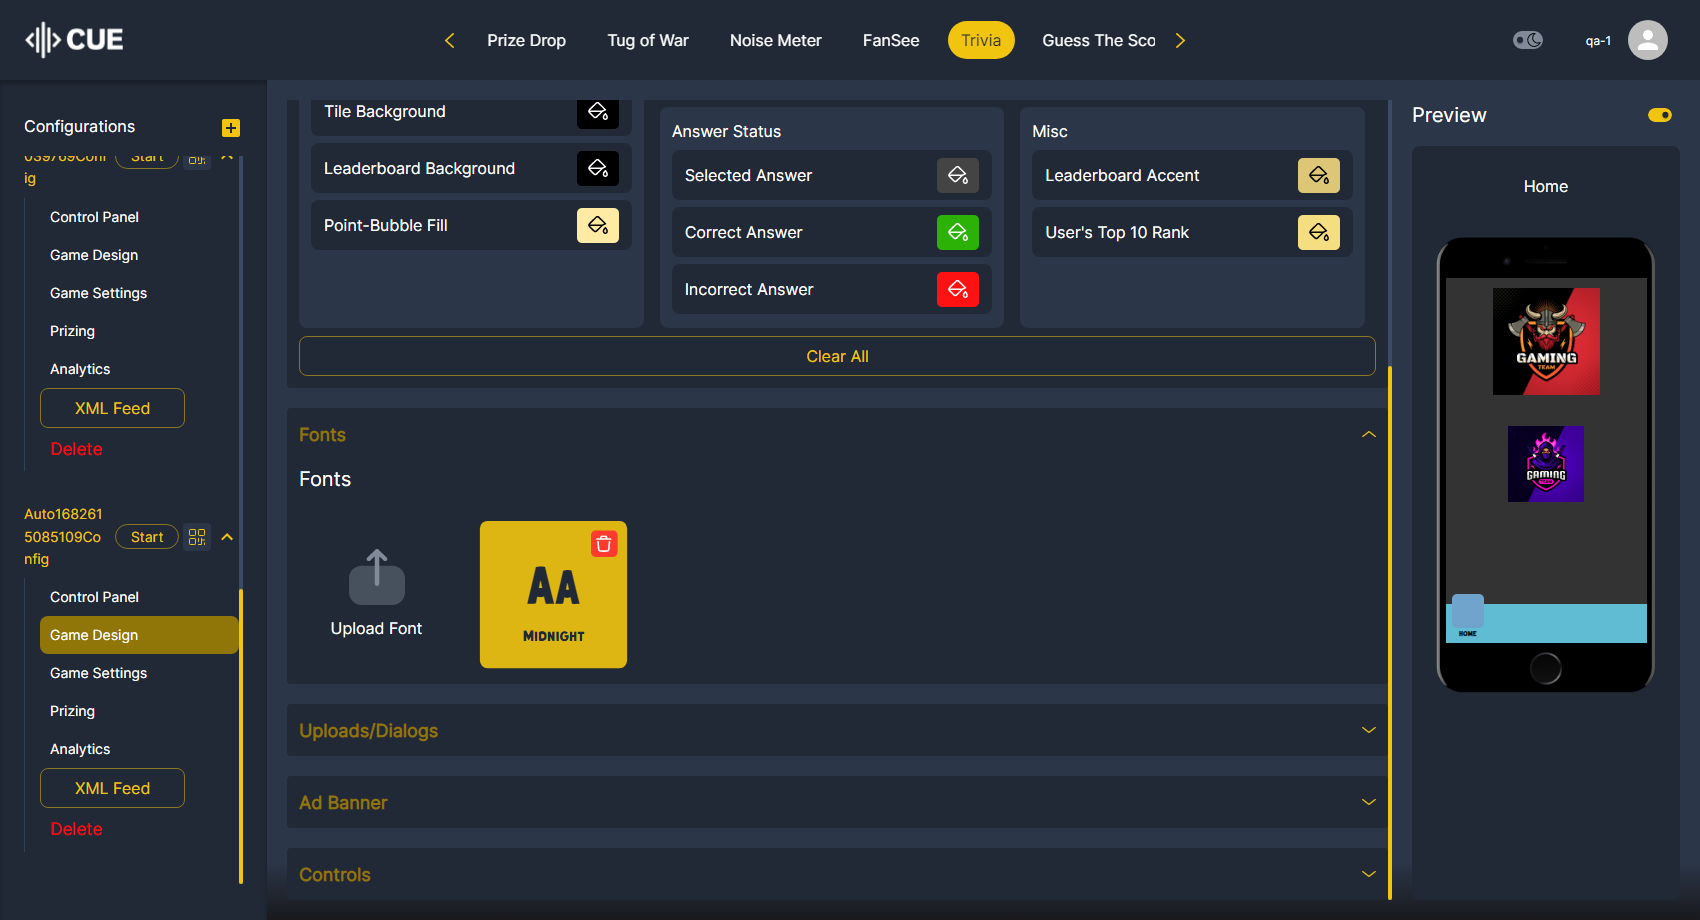 CUE
Prize Drop
Tug of War
Noise Meter
FanSee
Trivia
Guess The Sco
qa-1
Configurations
Start
ig
Control Panel
Game Design
Game Settings
Prizing
Analytics
XML Feed
Delete
Auto168261
5085109Co
nfig
Start
Control Panel
Game Design
Game Settings
Prizing
Analytics
XML Feed
Delete
Tile Background
Leaderboard Background
Point-Bubble Fill
Answer Status
Selected Answer
Correct Answer
Incorrect Answer
Misc
Leaderboard Accent
User's Top 10 Rank
Clear All
Fonts
Fonts
Upload Font
AA
MIDNIGHT
Uploads/Dialogs
Ad Banner
Controls
Preview
Home
GAMING
TEAM
GAMING
TEAM
HOME